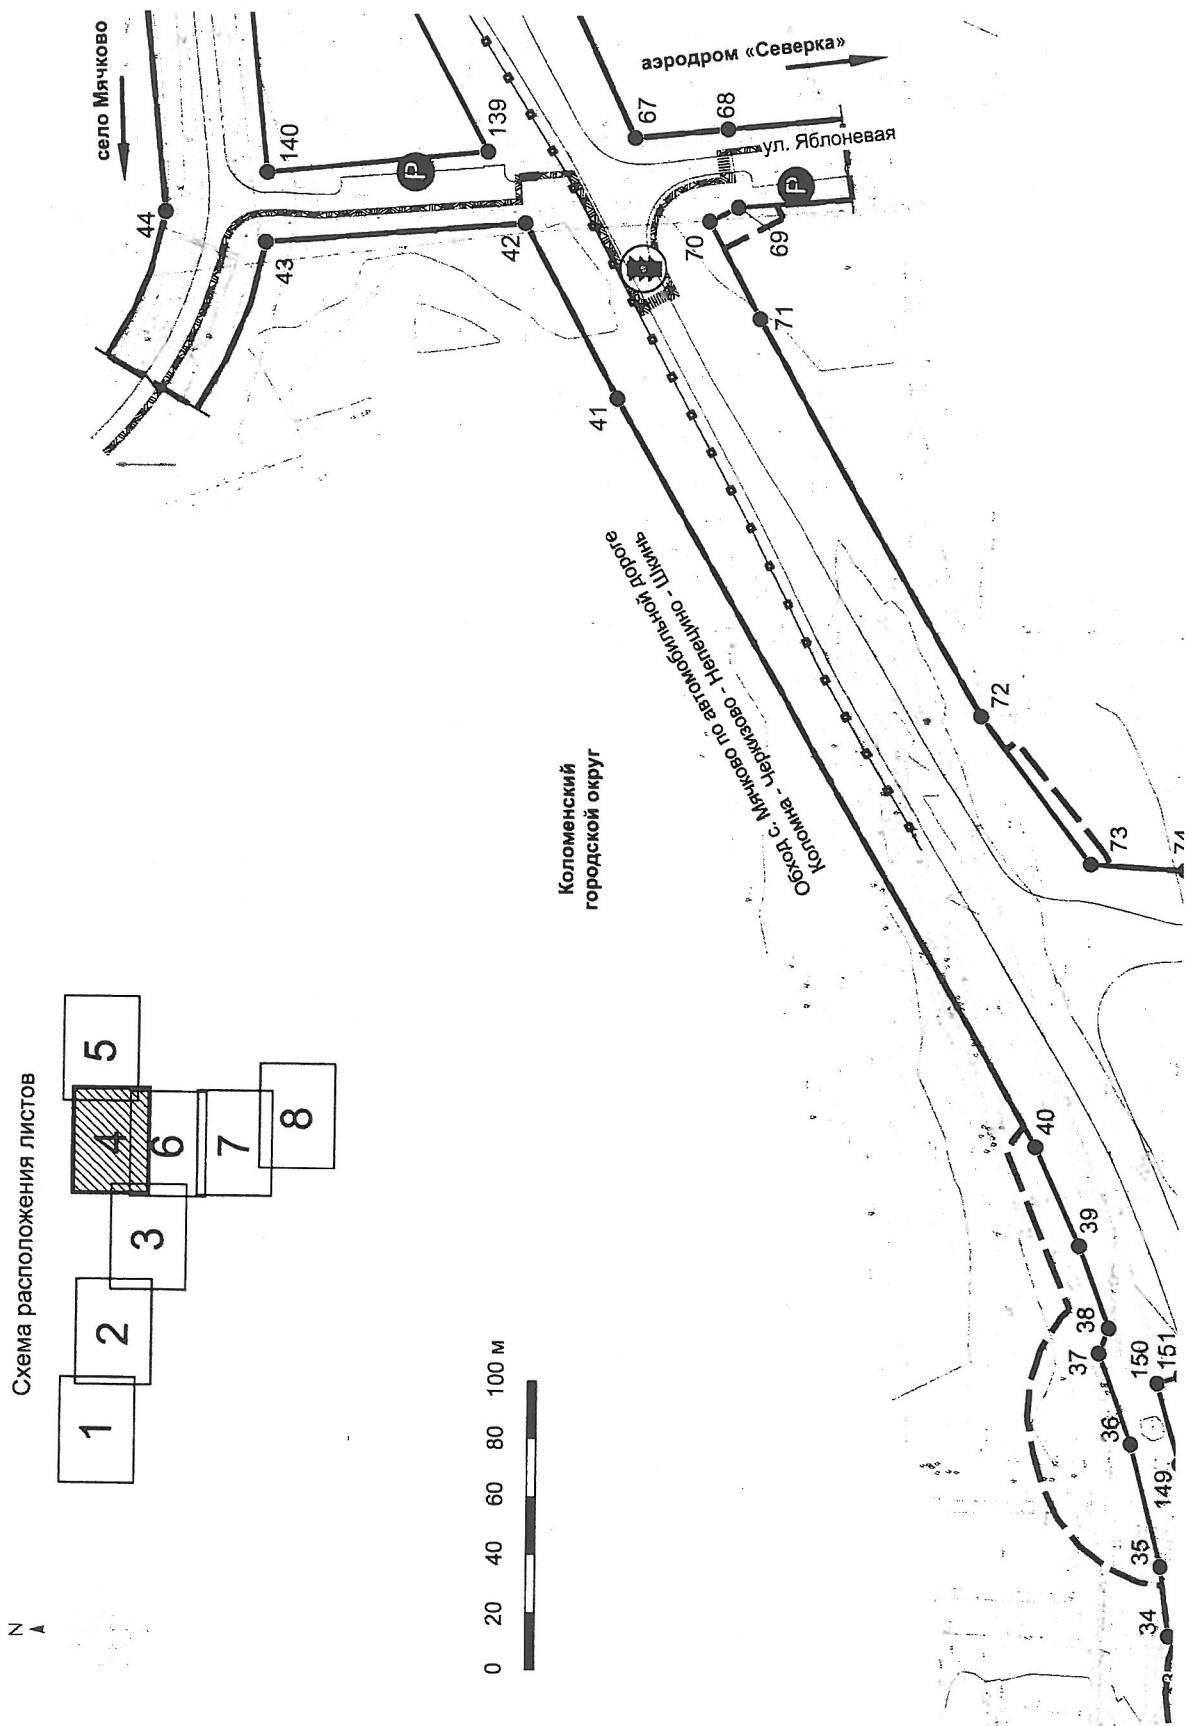 N
Схема расположения листов
1
2
3
4
5
6
7
8
0 20 40 60 80 100 м
село Мячково
44
140
43
139
42
41
Коломенский
городской округ
Обход с. Мячково по автомобильной дороге
Коломна - Черкизово - Непецино - Шкинь
аэродром «Северка»
67
68
ул. Яблоневая
P
P
70
69
71
72
73
74
40
39
38
37
36
35
34
150
151
149